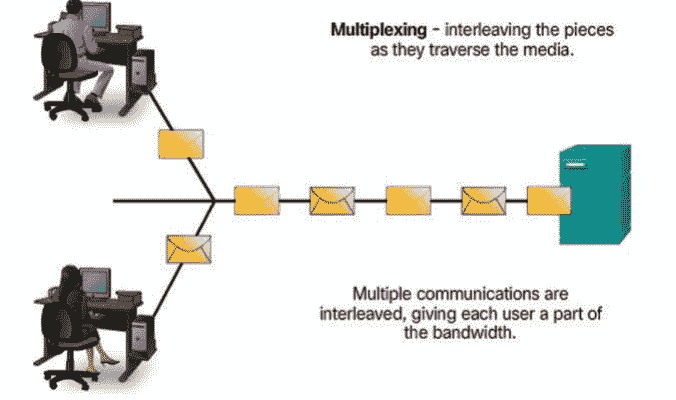 Multiplexing - interleaving the pieces
as they traverse the media.
Multiple communications are
interleaved, giving each user a part of
the bandwidth.